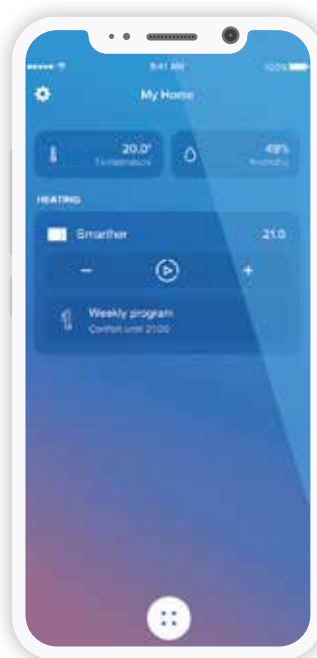 9:41 AM
100%
My Home
20.0°
Temperature
49%
Humidity
HEATING
Smarther
21.0
−
+
Weekly program
Comfort until 21:00